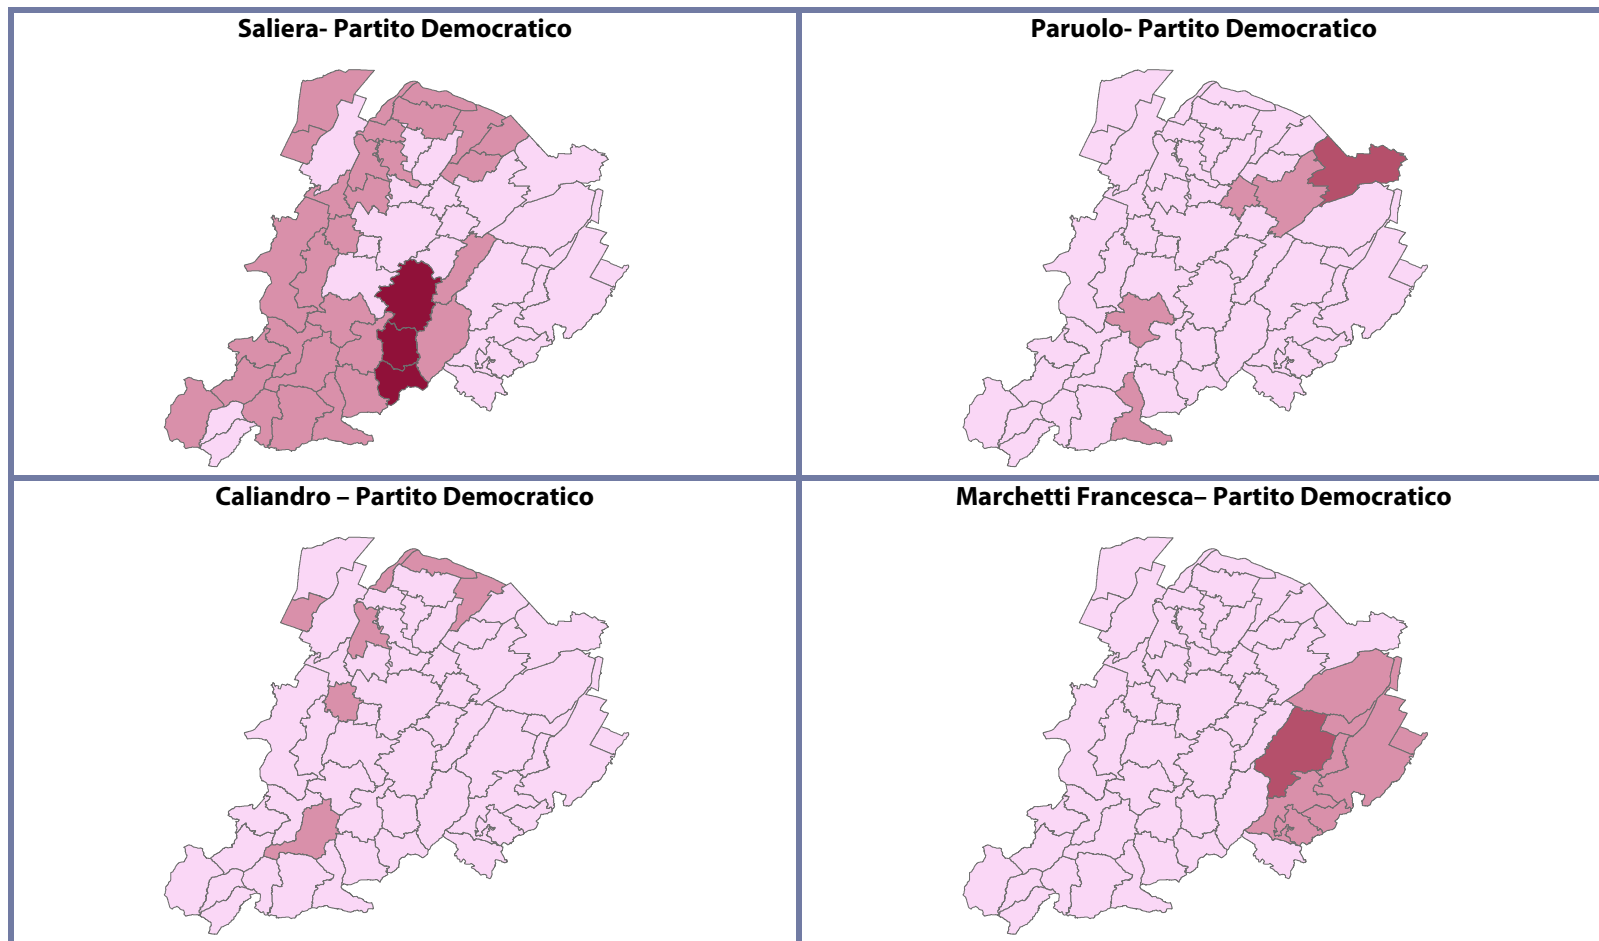 Saliera- Partito Democratico
Paruolo- Partito Democratico
Caliandro – Partito Democratico
Marchetti Francesca– Partito Democratico